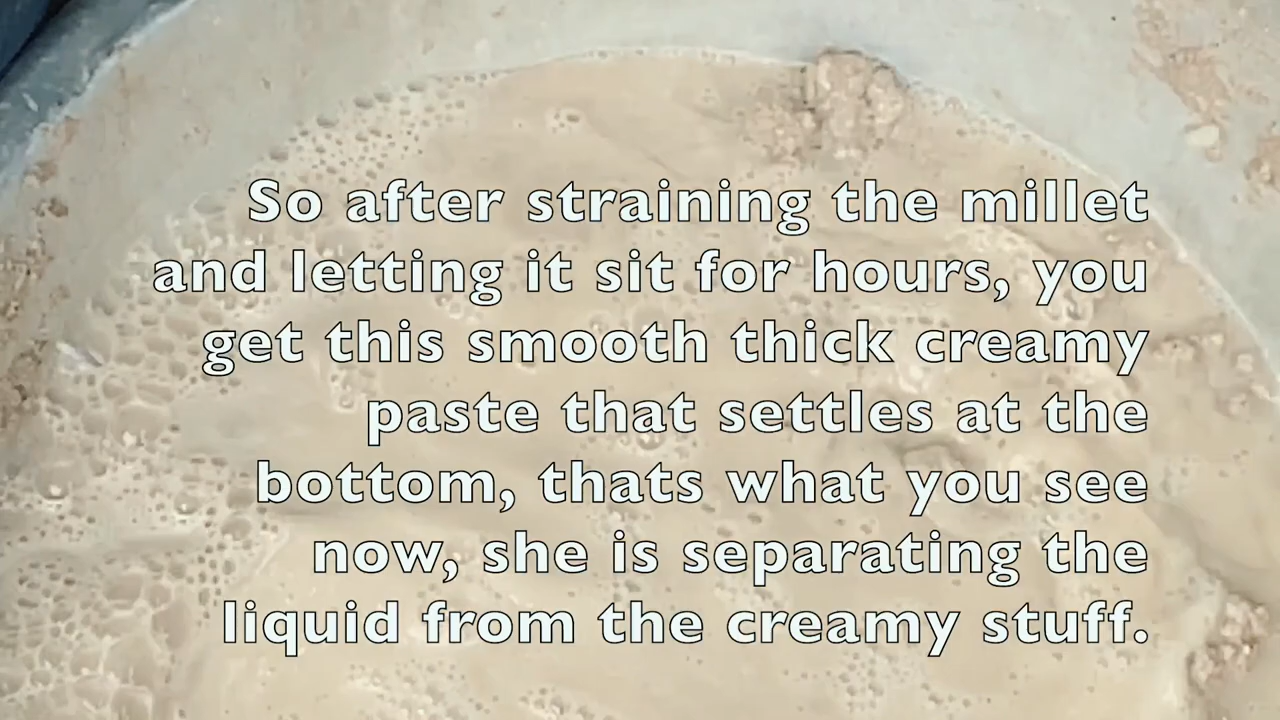 So after straining the millet
and letting it sit for hours, you
get this smooth thick creamy
paste that settles at the
bottom, thats what you see
now, she is separating the
liquid from the creamy stuff.